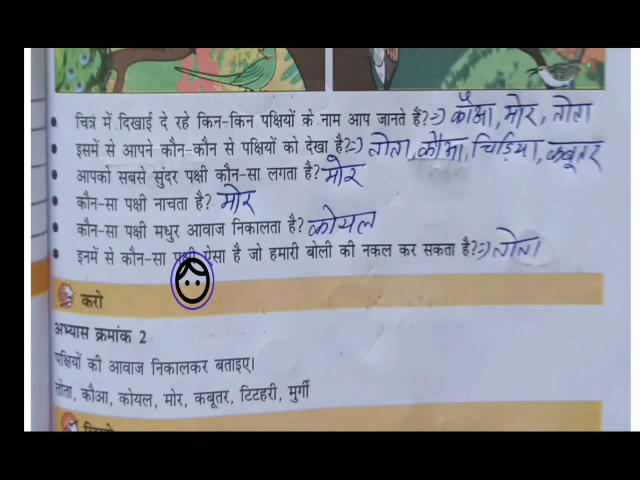 चित्र में दिखाई दे रहे किन-किन पक्षियों के नाम आप जानते हैं?⇒ कौआ, मोर, तोता
इसमें से आपने कौन-कौन से पक्षियों को देखा है?⇒ तोता, कौआ, चिड़िया, कबूतर
आपको सबसे सुंदर पक्षी कौन-सा लगता है? मोर
कौन-सा पक्षी नाचता है? मोर
कौन-सा पक्षी मधुर आवाज निकालता है? कोयल
इनमें से कौन-सा पक्षी ऐसा है जो हमारी बोली की नकल कर सकता है?⇒ तोता
करो
अभ्यास क्रमांक 2
पक्षियों की आवाज निकालकर बताइए।
तोता, कौआ, कोयल, मोर, कबूतर, टिटहरी, मुर्गी